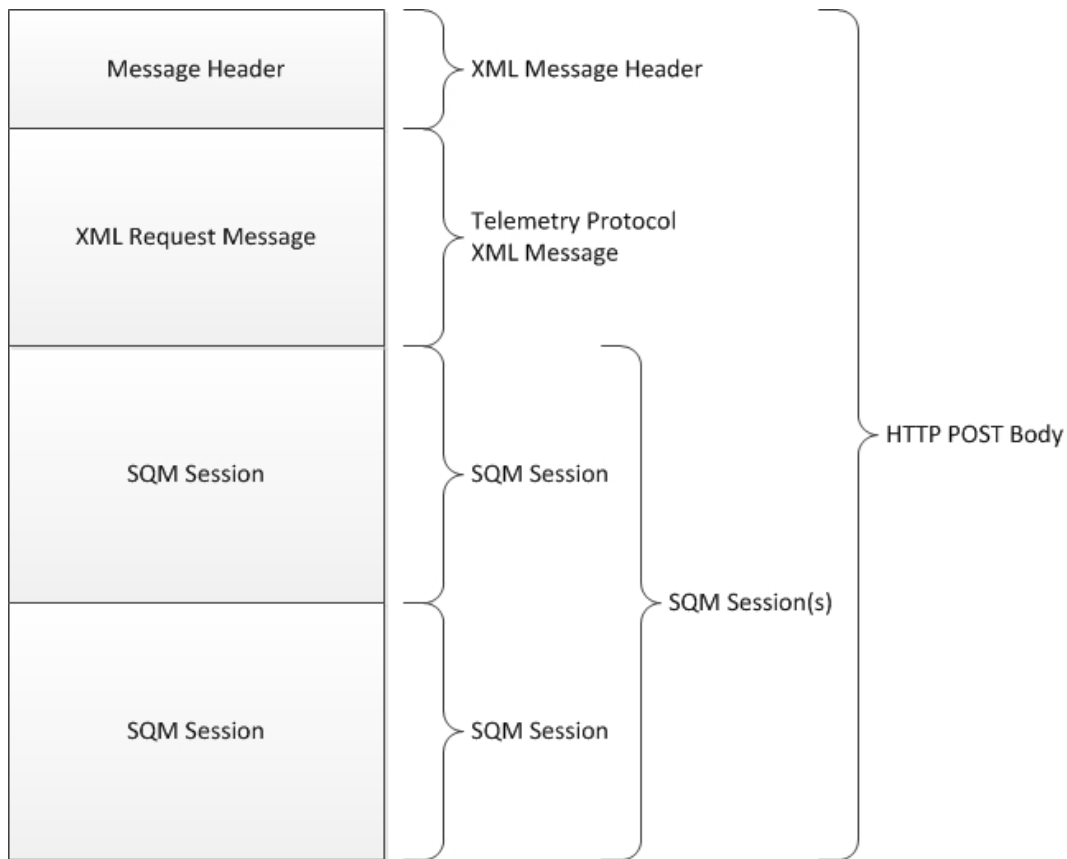 Message Header
XML Message Header
XML Request Message
Telemetry Protocol
XML Message
HTTP POST Body
SQM Session
SQM Session
SQM Session(s)
SQM Session
SQM Session